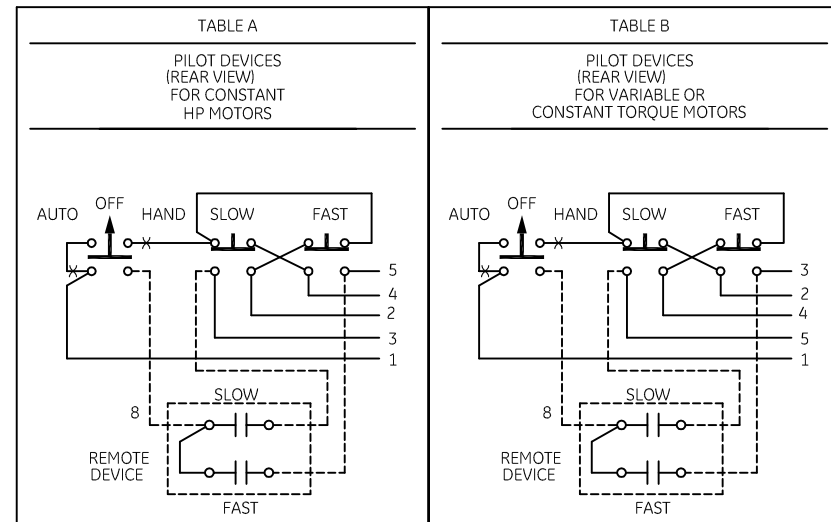 TABLE A
PILOT DEVICES
(REAR VIEW)
FOR CONSTANT
HP MOTORS
AUTO
OFF
HAND
SLOW
FAST
X
X
5
4
2
3
1
8
SLOW
REMOTE
DEVICE
FAST
TABLE B
PILOT DEVICES
(REAR VIEW)
FOR VARIABLE OR
CONSTANT TORQUE MOTORS
AUTO
OFF
HAND
SLOW
FAST
X
X
3
2
4
5
1
8
SLOW
REMOTE
DEVICE
FAST